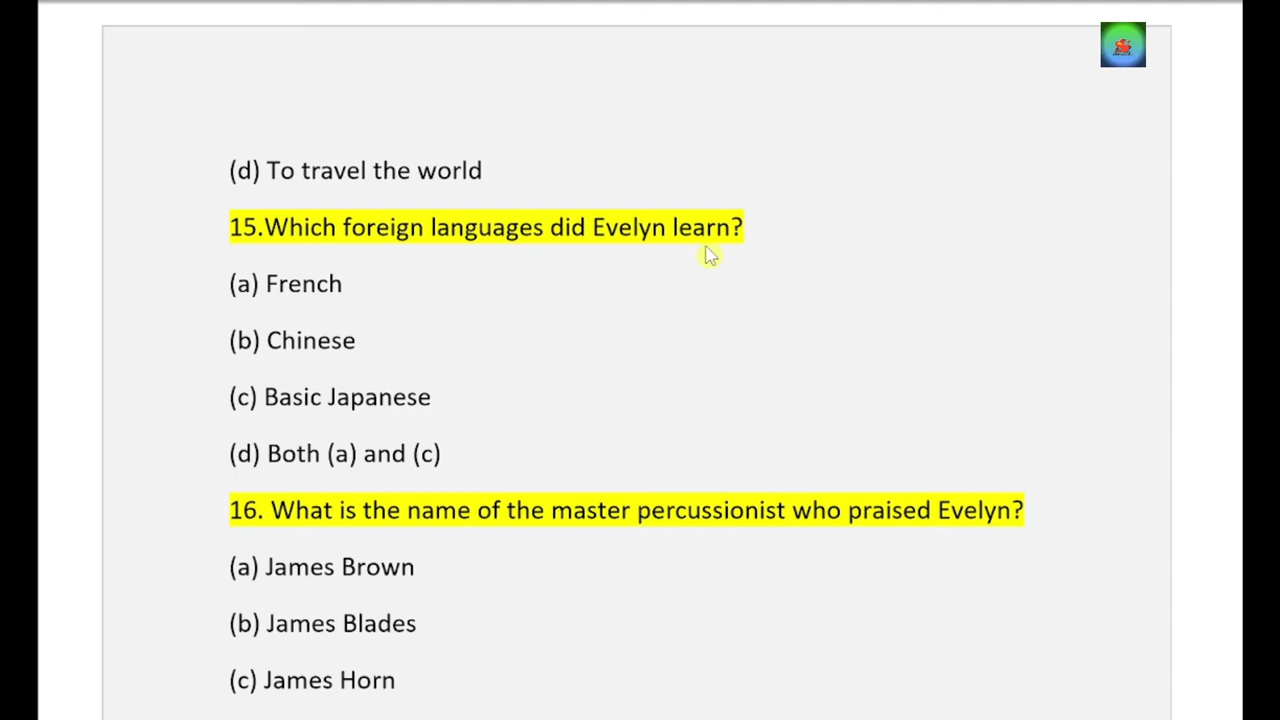 (d) To travel the world
15.Which foreign languages did Evelyn learn?
(a) French
(b) Chinese
(c) Basic Japanese
(d) Both (a) and (c)
16. What is the name of the master percussionist who praised Evelyn?
(a) James Brown
(b) James Blades
(c) James Horn